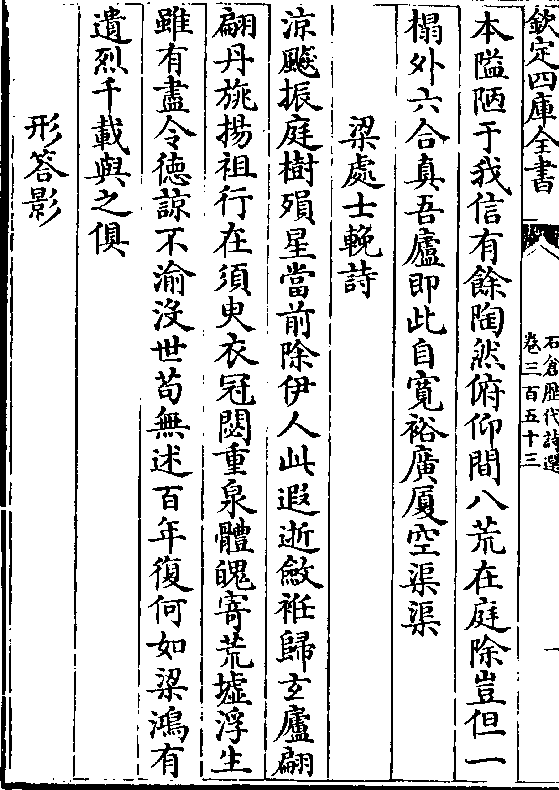 欽定四庫全書
石倉歷代詩選
卷三百五十三
一
本隘陋于我信有餘陶然俯仰間八荒在庭除豈但一
榻外六合真吾廬即此自寛裕廣厦空渠渠
梁處士輓詩
涼飈振庭樹殞星當前除伊人此遐逝斂袵歸玄廬翩
翩丹旐揚祖行在須臾衣冠閟重泉體魄寄荒墟浮生
雖有盡令徳諒不渝没世苟無述百年復何如梁鴻有
遺烈千載與之俱
形答影